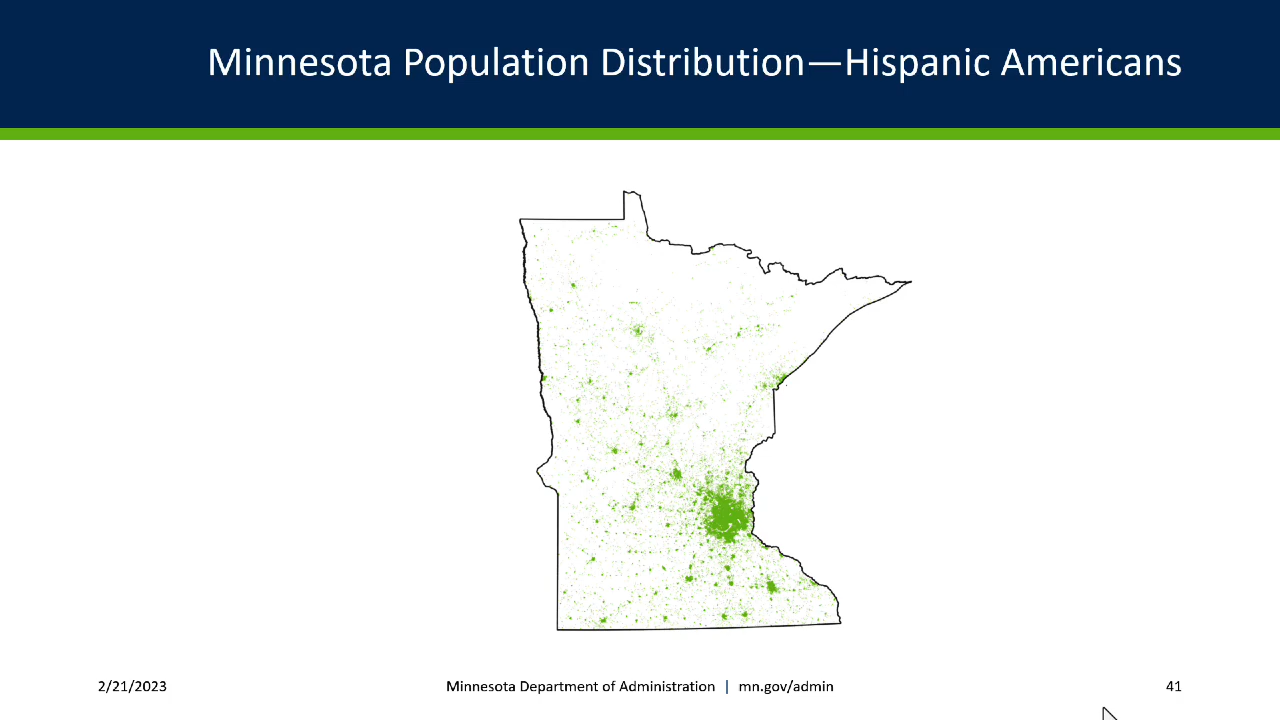 Minnesota Population Distribution—Hispanic Americans
2/21/2023
Minnesota Department of Administration | mn.gov/admin
41